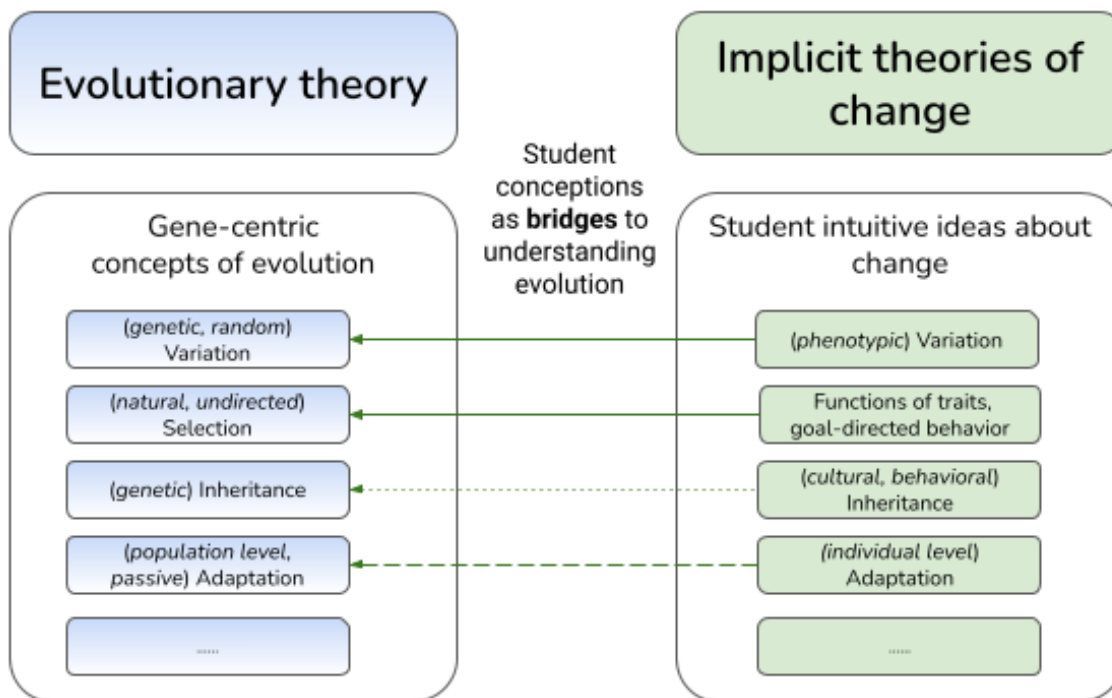 Evolutionary theory
Implicit theories of
change
Student
conceptions
as bridges to
understanding
evolution
Gene-centric
concepts of evolution
(genetic, random)
Variation
(natural, undirected)
Selection
(genetic) Inheritance
(population level,
passive) Adaptation
......
Student intuitive ideas about
change
(phenotypic) Variation
Functions of traits,
goal-directed behavior
(cultural, behavioral)
Inheritance
(individual level)
Adaptation
......